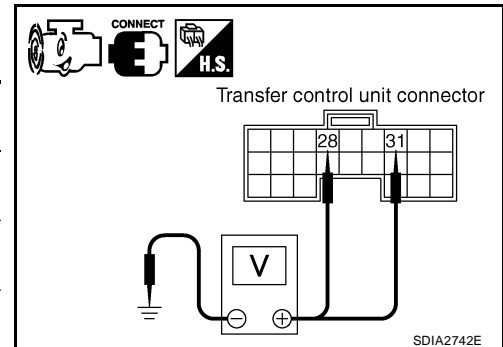 CONNECT
H.S.
Transfer control unit connector
28 31
V
SDIA2742E